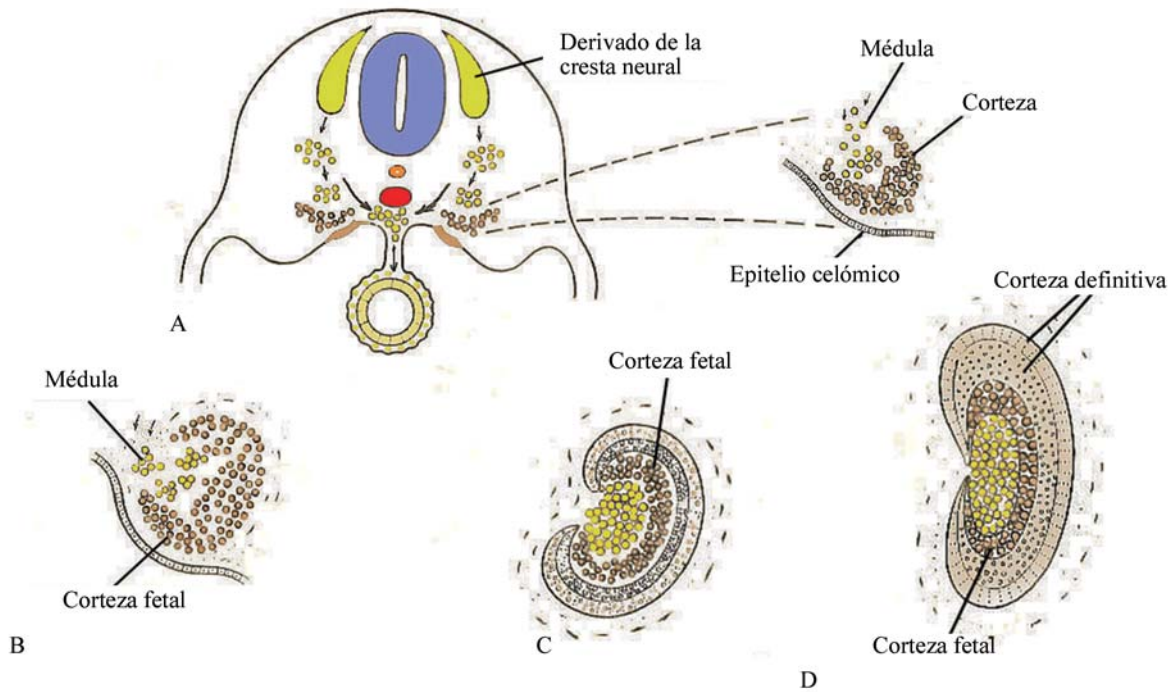 Derivado de la
cresta neural
Médula
Corteza
Epitelio celómico
A
Corteza definitiva
Médula
Corteza fetal
B
Corteza fetal
C
Corteza fetal
D